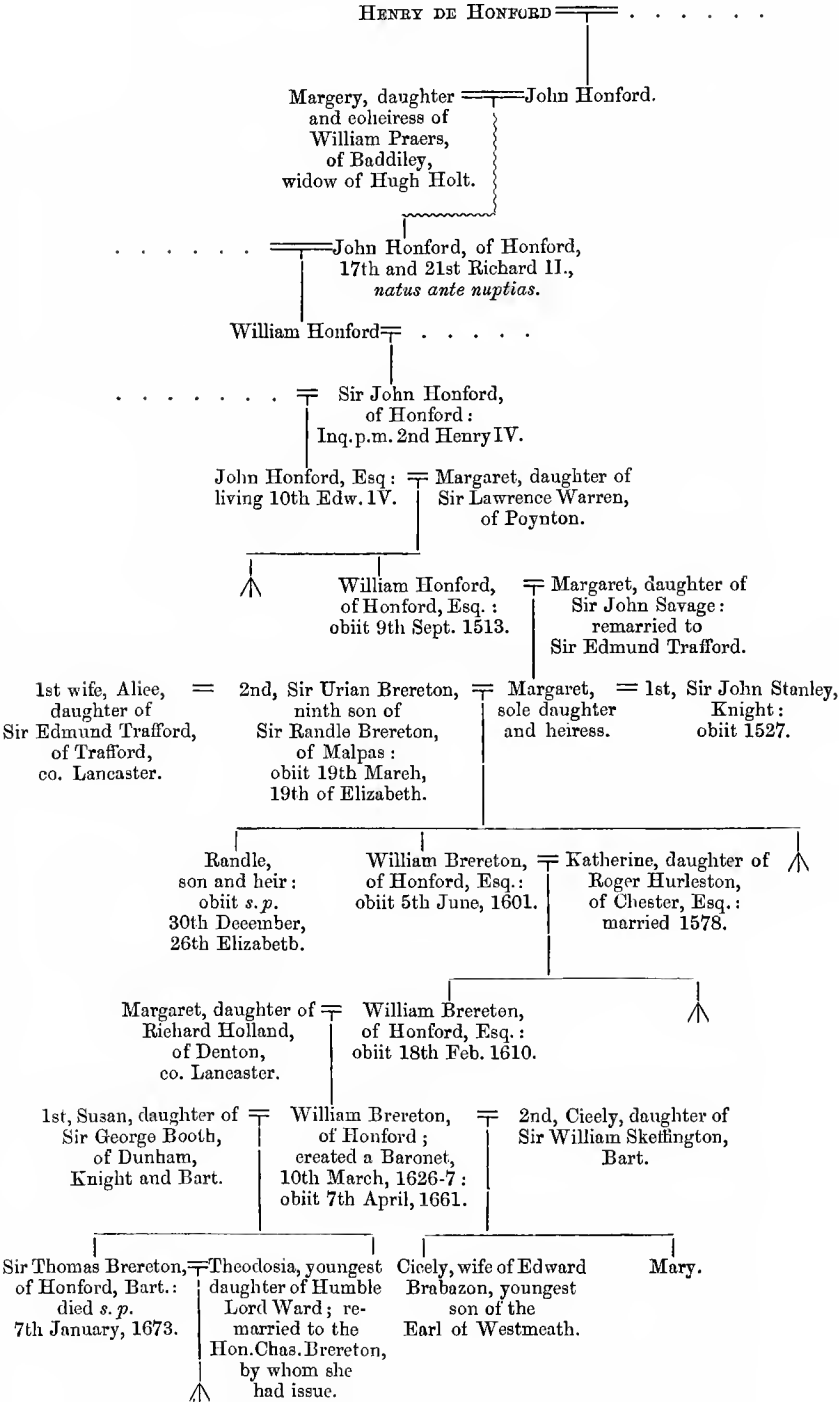 HENRY DE HONFORD . . . . . .
Margery, daughter
and coheiress of
William Praers,
of Baddiley,
widow of Hugh Holt.
John Honford.
. . . . . .
John Honford, of Honford,
17th and 21st Richard II.,
natus ante nuptias.
William Honford . . . . .
. . . . . . .
Sir John Honford,
of Honford :
Inq. p.m. 2nd Henry IV.
John Honford, Esq :
living 10th Edw. IV.
Margaret, daughter of
Sir Lawrence Warren,
of Poynton.
William Honford,
of Honford, Esq. :
obiit 9th Sept. 1513.
Margaret, daughter of
Sir John Savage :
remarried to
Sir Edmund Trafford.
1st wife, Alice,
daughter of
Sir Edmund Trafford,
of Trafford,
co. Lancaster.
2nd, Sir Urian Brereton,
ninth son of
Sir Randle Brereton,
of Malpas :
obiit 19th March,
19th of Elizabeth.
Margaret,
sole daughter
and heiress.
1st, Sir John Stanley,
Knight :
obiit 1527.
Randle,
son and heir :
obiit s.p.
30th December,
26th Elizabeth.
William Brereton,
of Honford, Esq. :
obiit 5th June, 1601.
Katherine, daughter of
Roger Hurleston,
of Chester, Esq. :
married 1578.
Margaret, daughter of
Richard Holland,
of Denton,
co. Lancaster.
William Brereton,
of Honford, Esq. :
obiit 18th Feb. 1610.
1st, Susan, daughter of
Sir George Booth,
of Dunham,
Knight and Bart.
William Brereton,
of Honford ;
created a Baronet,
10th March, 1626-7 :
obiit 7th April, 1661.
2nd, Cicely, daughter of
Sir William Skeffington,
Bart.
Sir Thomas Brereton,
of Honford, Bart. :
died s.p.
7th January, 1673.
Theodosia, youngest
daughter of Humble
Lord Ward ; re-
married to the
Hon. Chas. Brereton,
by whom she
had issue.
Cicely, wife of Edward
Brabazon, youngest
son of the
Earl of Westmeath.
Mary.